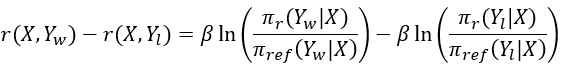 r(X, Y_w) − r(X, Y_l) = β ln(π_r(Y_w|X) / π_ref(Y_w|X)) − β ln(π_r(Y_l|X) / π_ref(Y_l|X))